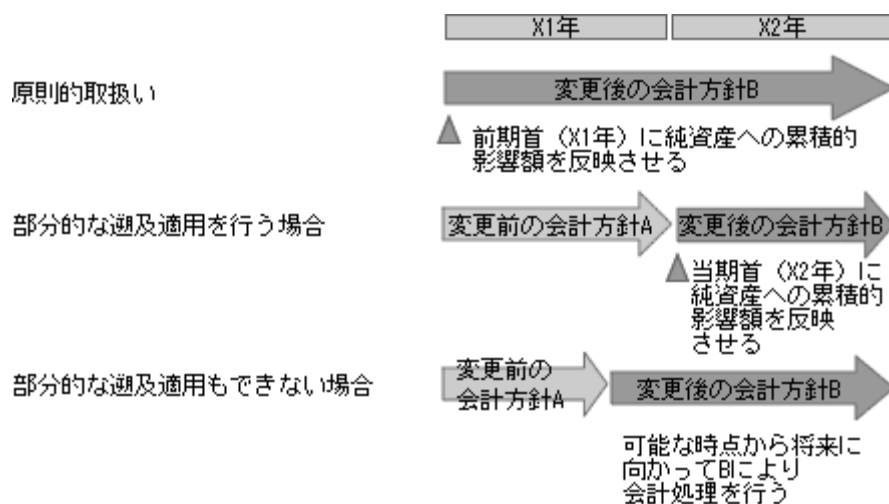 X1年
X2年
原則的取扱い
変更後の会計方針B
前期首（X1年）に純資産への累積的
影響額を反映させる
部分的な遡及適用を行う場合
変更前の会計方針A
変更後の会計方針B
当期首（X2年）に
純資産への累積的
影響額を反映
させる
部分的な遡及適用もできない場合
変更前の
会計方針A
変更後の会計方針B
可能な時点から将来に
向かってBにより
会計処理を行う